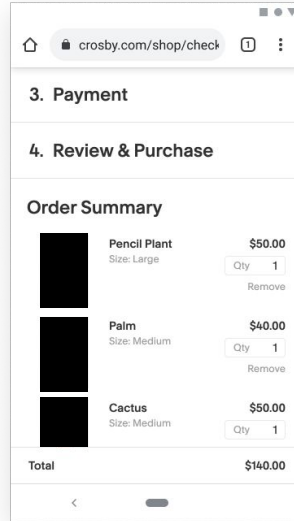 crosby.com/shop/check
1
3. Payment
4. Review & Purchase
Order Summary
Pencil Plant $50.00
Size: Large Qty 1
Remove
Palm $40.00
Size: Medium Qty 1
Remove
Cactus $50.00
Size: Medium Qty 1
Total $140.00